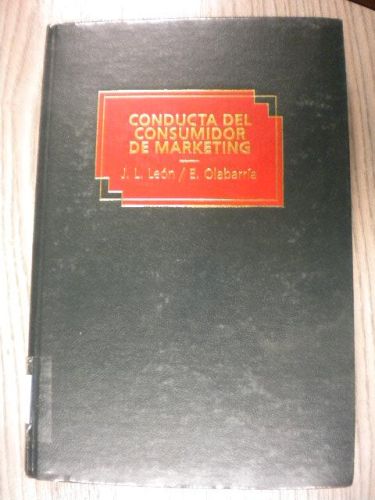 CONDUCTA DEL
CONSUMIDOR
DE MARKETING
J. L. León / E. Olabarría